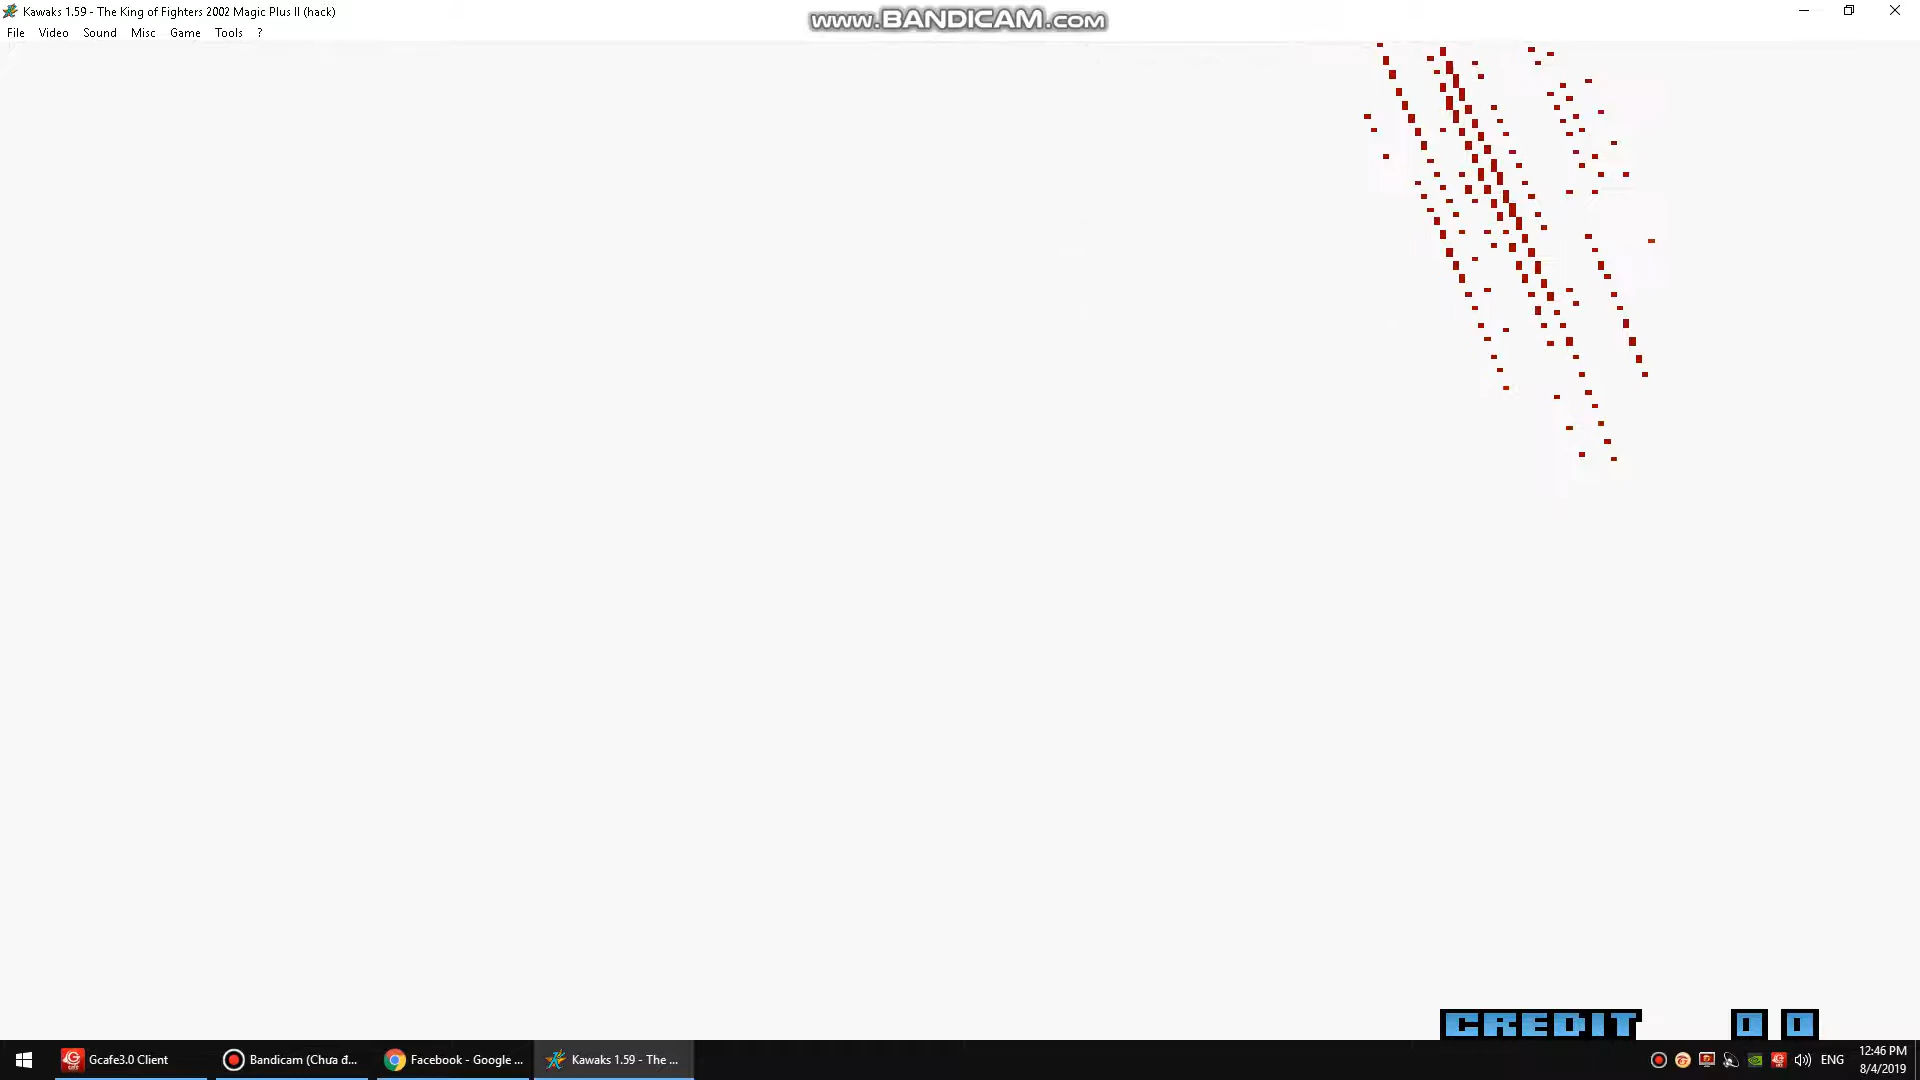 Kawaks 1.59 - The King of Fighters 2002 Magic Plus II (hack)
www.BANDICAM.com
File Video Sound Misc Game Tools ?
CREDIT 00
Gcafe3.0 Client
Bandicam (Chưa đ...
Facebook - Google ...
Kawaks 1.59 - The ...
ENG
12:46 PM
8/4/2019